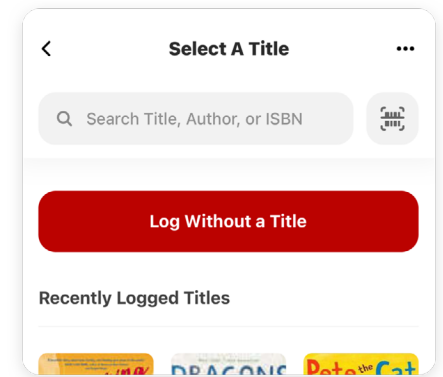 Select A Title
Search Title, Author, or ISBN
Log Without a Title
Recently Logged Titles
DRAGONS
Pete the Cat